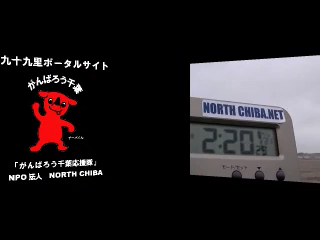 九十九里ポータルサイト
がんばろう千葉
「がんばろう千葉応援隊」
NPO 法人 NORTH CHIBA
NORTH CHIBA.NET
2:20